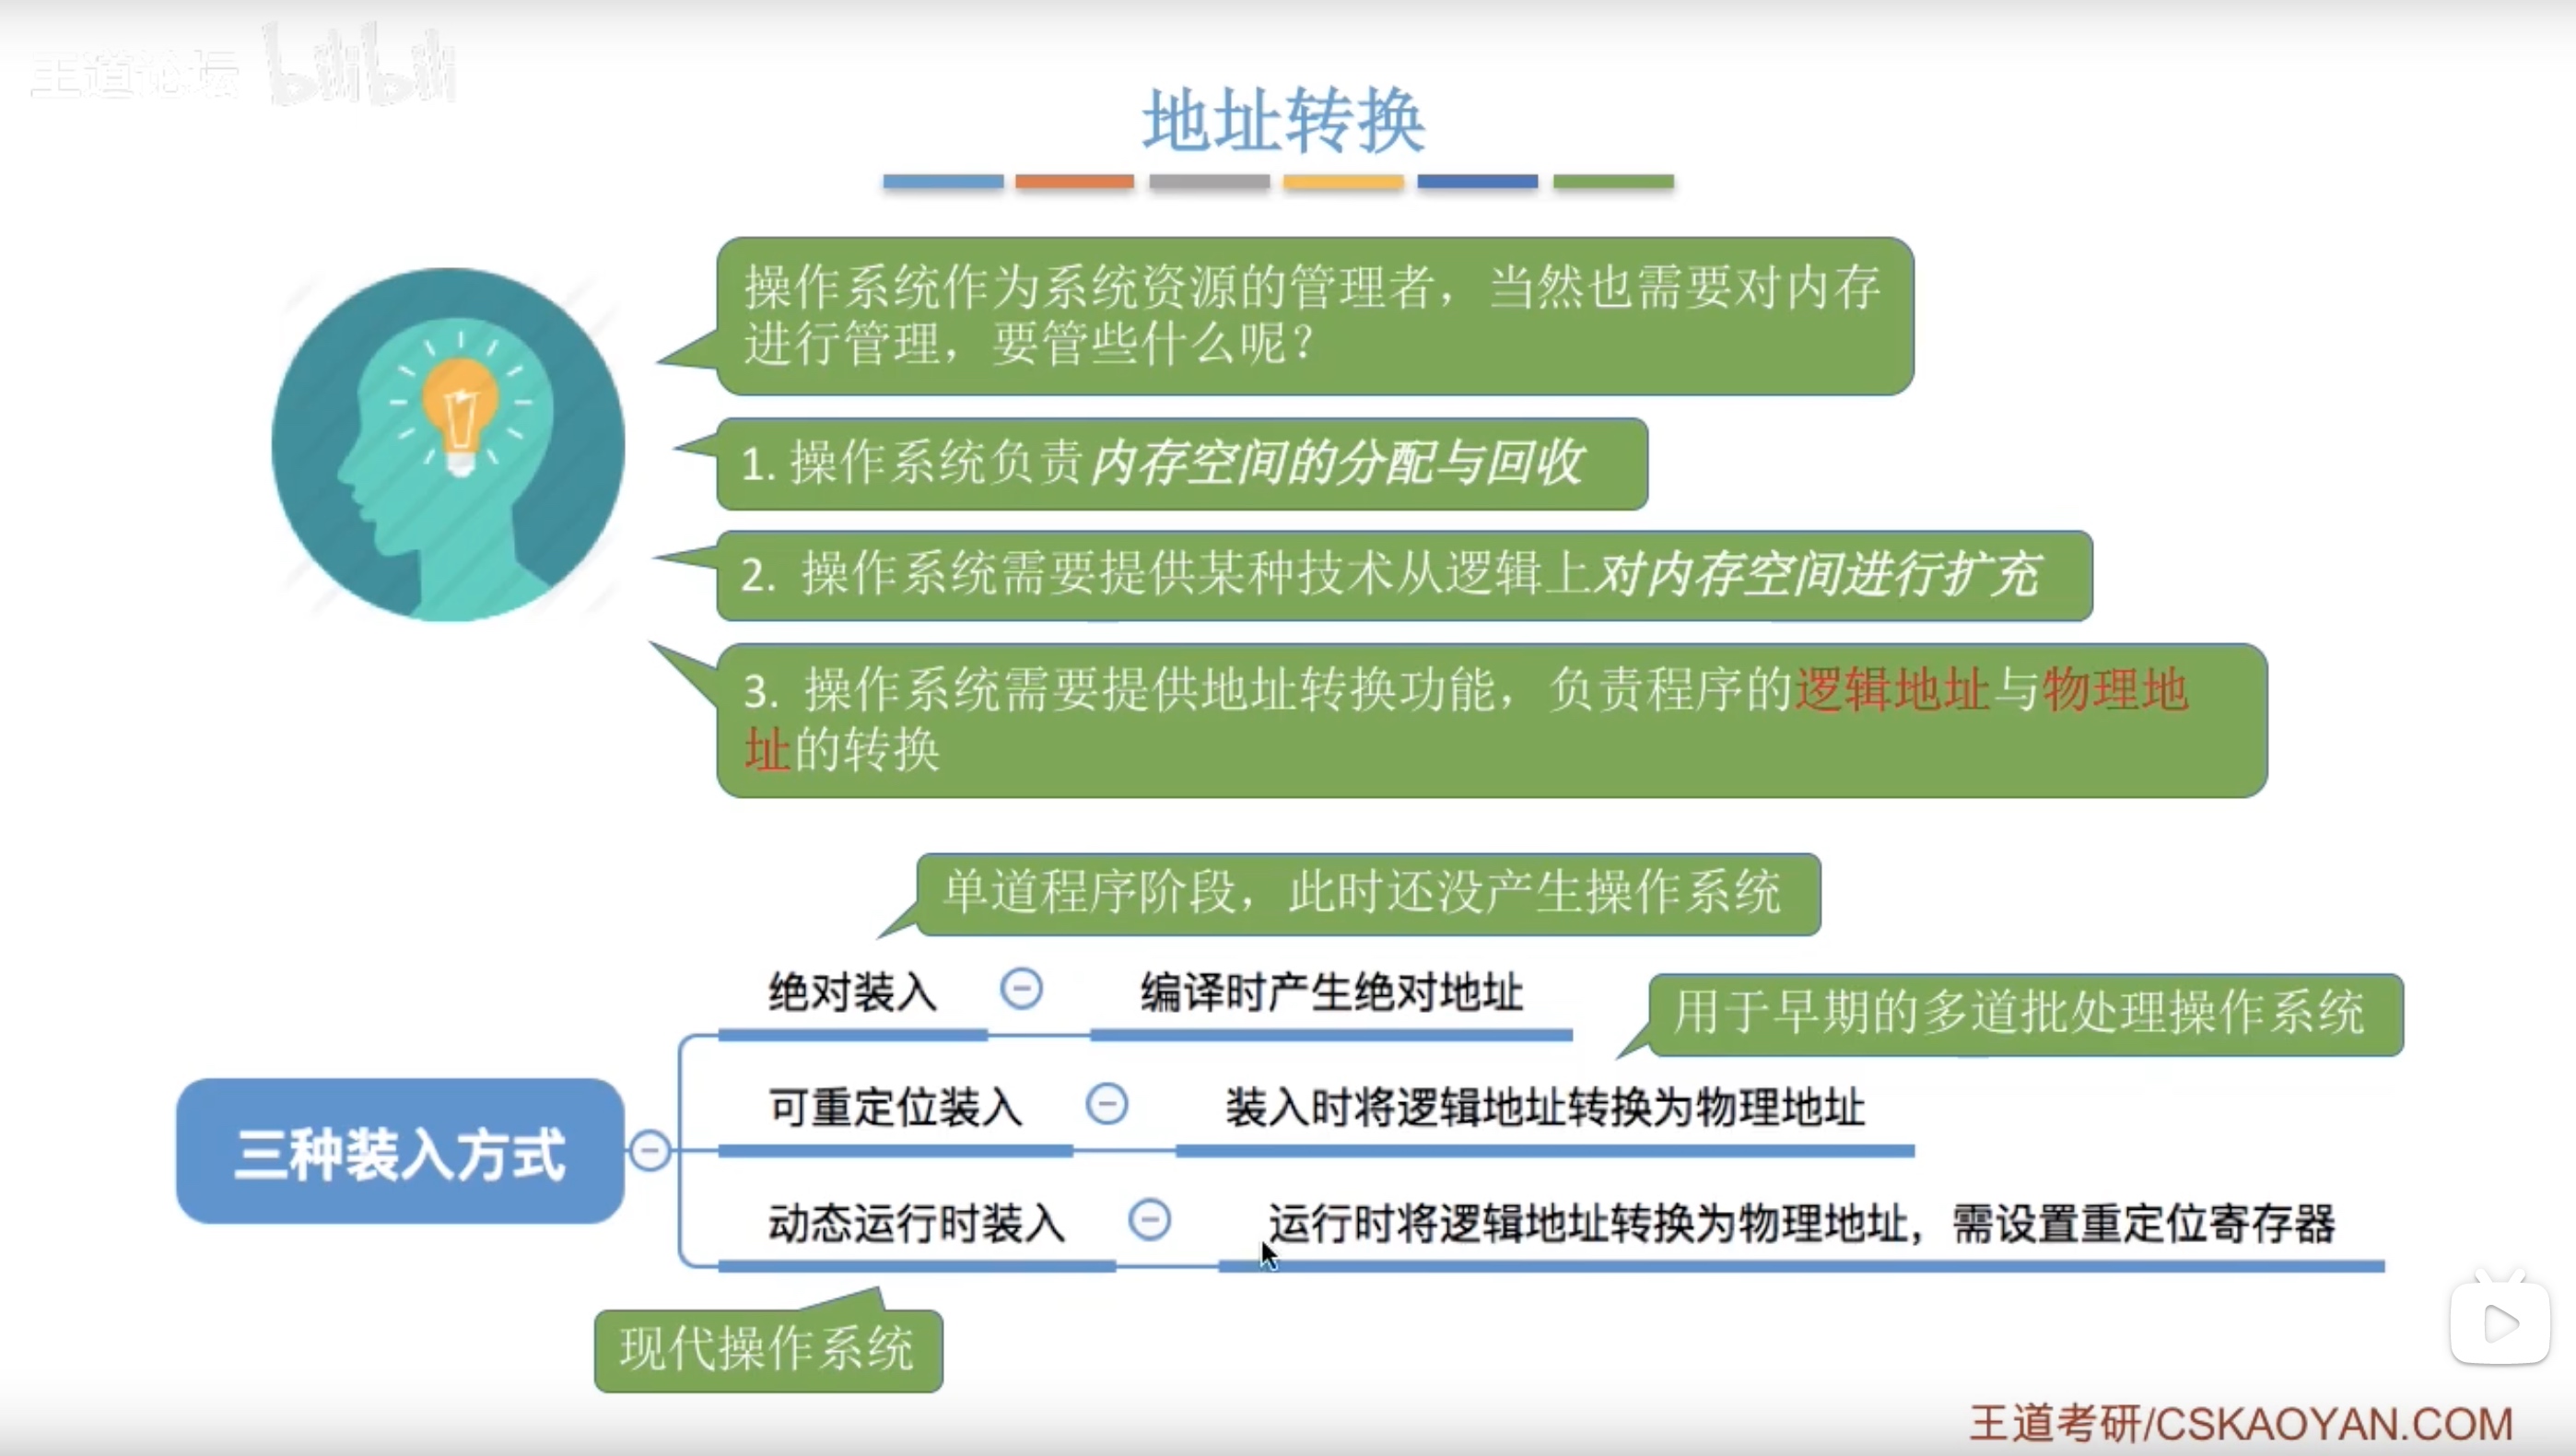 王道论坛 bilibili
地址转换
操作系统作为系统资源的管理者，当然也需要对内存
进行管理，要管些什么呢？
1. 操作系统负责内存空间的分配与回收
2. 操作系统需要提供某种技术从逻辑上对内存空间进行扩充
3. 操作系统需要提供地址转换功能，负责程序的逻辑地址与物理地
址的转换
单道程序阶段，此时还没产生操作系统
绝对装入 编译时产生绝对地址
用于早期的多道批处理操作系统
可重定位装入 装入时将逻辑地址转换为物理地址
三种装入方式
动态运行时装入 运行时将逻辑地址转换为物理地址，需设置重定位寄存器
现代操作系统
王道考研/CSKAOYAN.COM